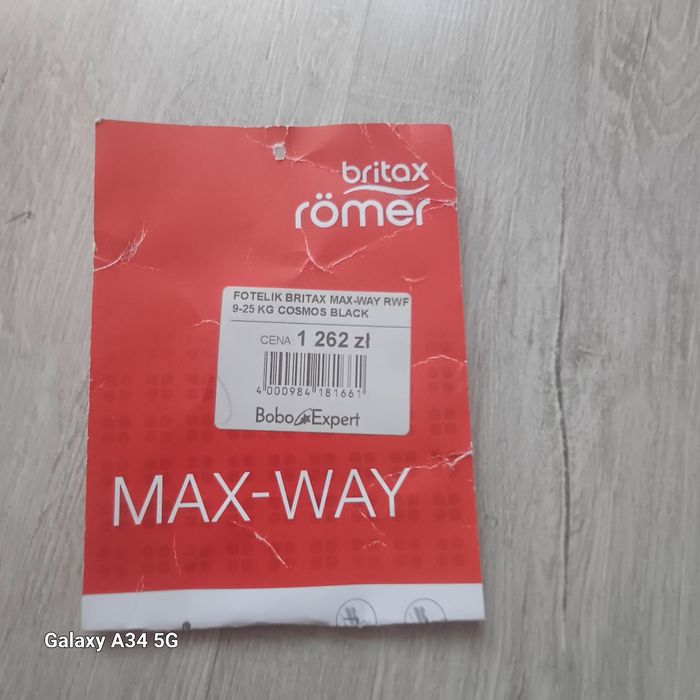 britax
römer
FOTELIK BRITAX MAX-WAY RWF
9-25 KG COSMOS BLACK
CENA: 1 262 zł
4 000984 181661
Bobo Expert
MAX-WAY
Galaxy A34 5G